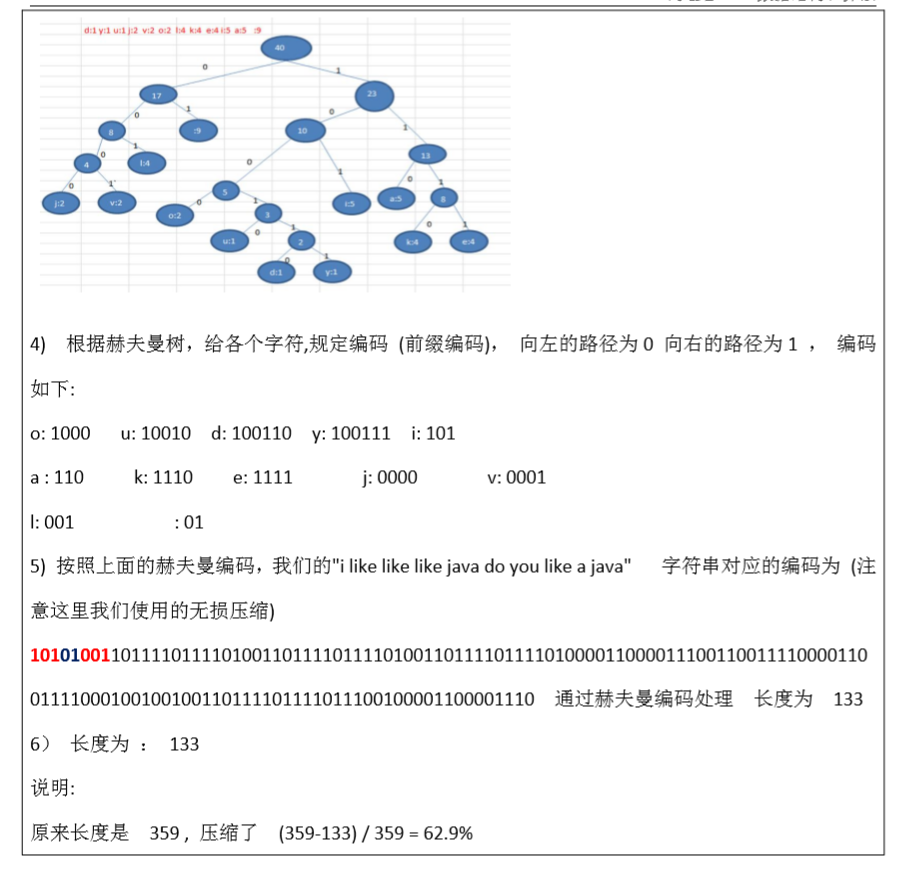 d:1 y:1 u:1 j:2 v:2 o:2 l:4 k:4 e:4 i:5 a:5 :9
40
0 1
17 23
0 1 0 1
8 :9 10 13
0 1 0 1 0 1
4 l:4 5 i:5 a:5 8
0 1 0 1 0 1
j:2 v:2 o:2 3 k:4 e:4
0 1
u:1 2
0 1
d:1 y:1
4) 根据赫夫曼树，给各个字符,规定编码 (前缀编码)， 向左的路径为 0 向右的路径为 1 ， 编码
如下:
o: 1000 u: 10010 d: 100110 y: 100111 i: 101
a : 110 k: 1110 e: 1111 j: 0000 v: 0001
l: 001 : 01
5) 按照上面的赫夫曼编码，我们的"i like like like java do you like a java" 字符串对应的编码为 (注
意这里我们使用的无损压缩)
10101001101111011110100110111101111010011011110111101000011000011100110011110000110
01111000100100100110111101111011100100001100001110 通过赫夫曼编码处理 长度为 133
6） 长度为 ： 133
说明:
原来长度是 359 , 压缩了 (359-133) / 359 = 62.9%